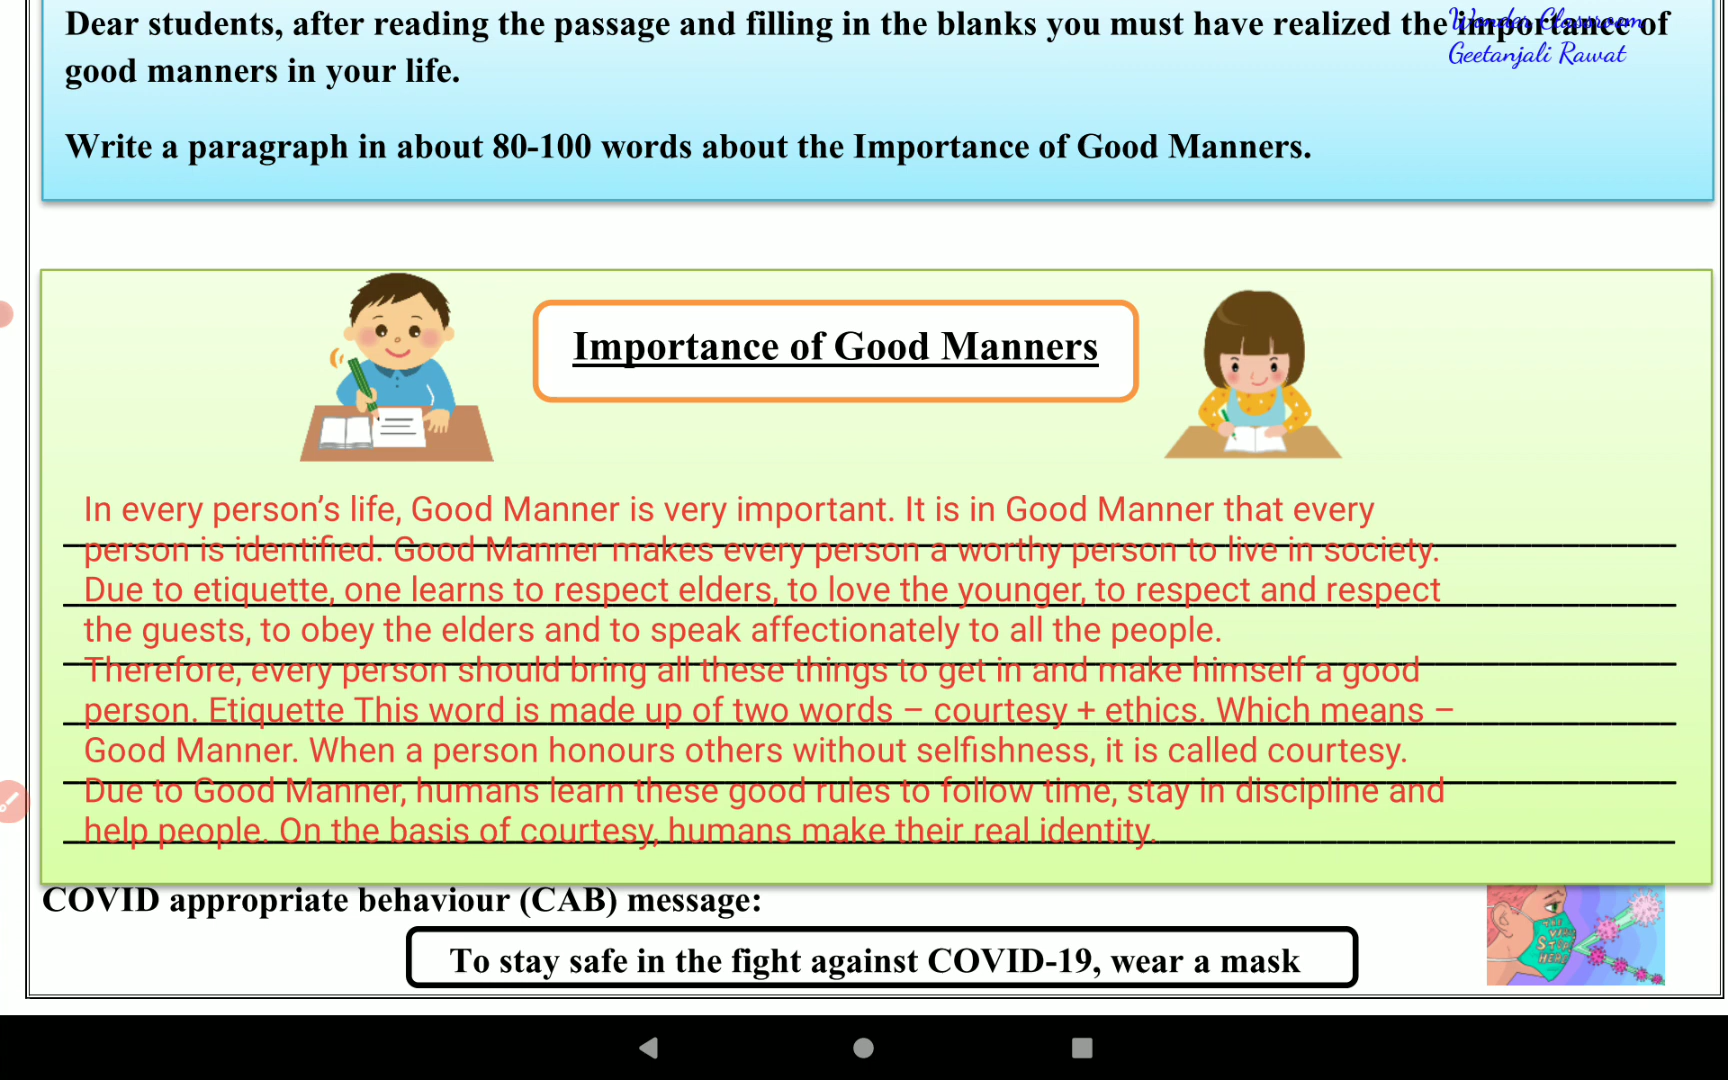 Dear students, after reading the passage and filling in the blanks you must have realized the importance of
Wonder Classroom
good manners in your life.
Geetanjali Rawat
Write a paragraph in about 80-100 words about the Importance of Good Manners.
Importance of Good Manners
In every person’s life, Good Manner is very important. It is in Good Manner that every
person is identified. Good Manner makes every person a worthy person to live in society.
Due to etiquette, one learns to respect elders, to love the younger, to respect and respect
the guests, to obey the elders and to speak affectionately to all the people.
Therefore, every person should bring all these things to get in and make himself a good
person. Etiquette This word is made up of two words – courtesy + ethics. Which means –
Good Manner. When a person honours others without selfishness, it is called courtesy.
Due to Good Manner, humans learn these good rules to follow time, stay in discipline and
help people. On the basis of courtesy, humans make their real identity.
COVID appropriate behaviour (CAB) message:
To stay safe in the fight against COVID-19, wear a mask
THE
VIRUS
STOPS
HERE